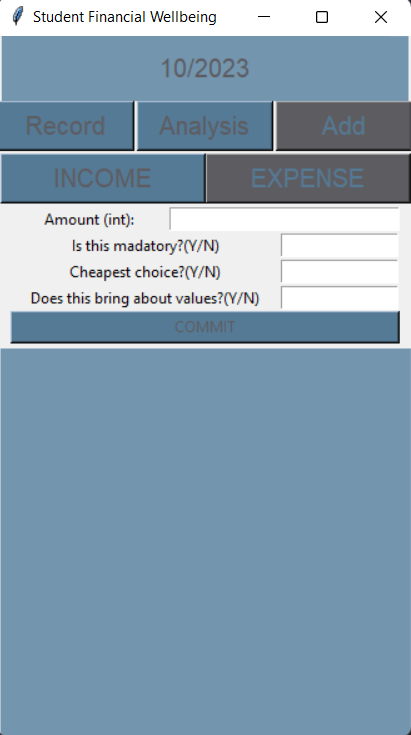 Student Financial Wellbeing
10/2023
Record Analysis Add
INCOME EXPENSE
Amount (int):
Is this madatory?(Y/N)
Cheapest choice?(Y/N)
Does this bring about values?(Y/N)
COMMIT